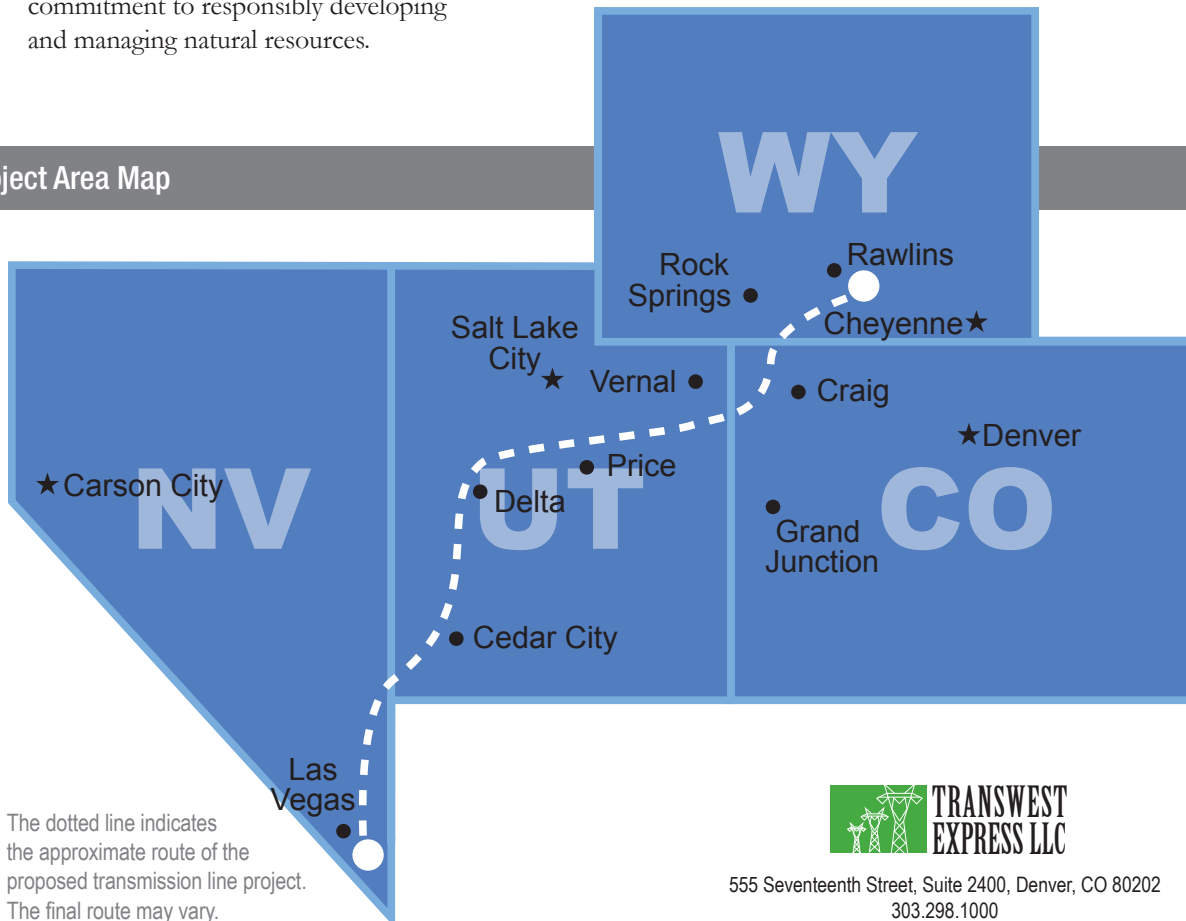 commitment to responsibly developing
and managing natural resources.
ject Area Map
WY
Rawlins
Rock
Springs
Cheyenne
Salt Lake
City
Vernal
Craig
Denver
Carson City
NV
Price
Delta
UT
CO
Grand
Junction
Cedar City
Las
Vegas
The dotted line indicates
the approximate route of the
proposed transmission line project.
The final route may vary.
TRANSWEST
EXPRESS LLC
555 Seventeenth Street, Suite 2400, Denver, CO 80202
303.298.1000